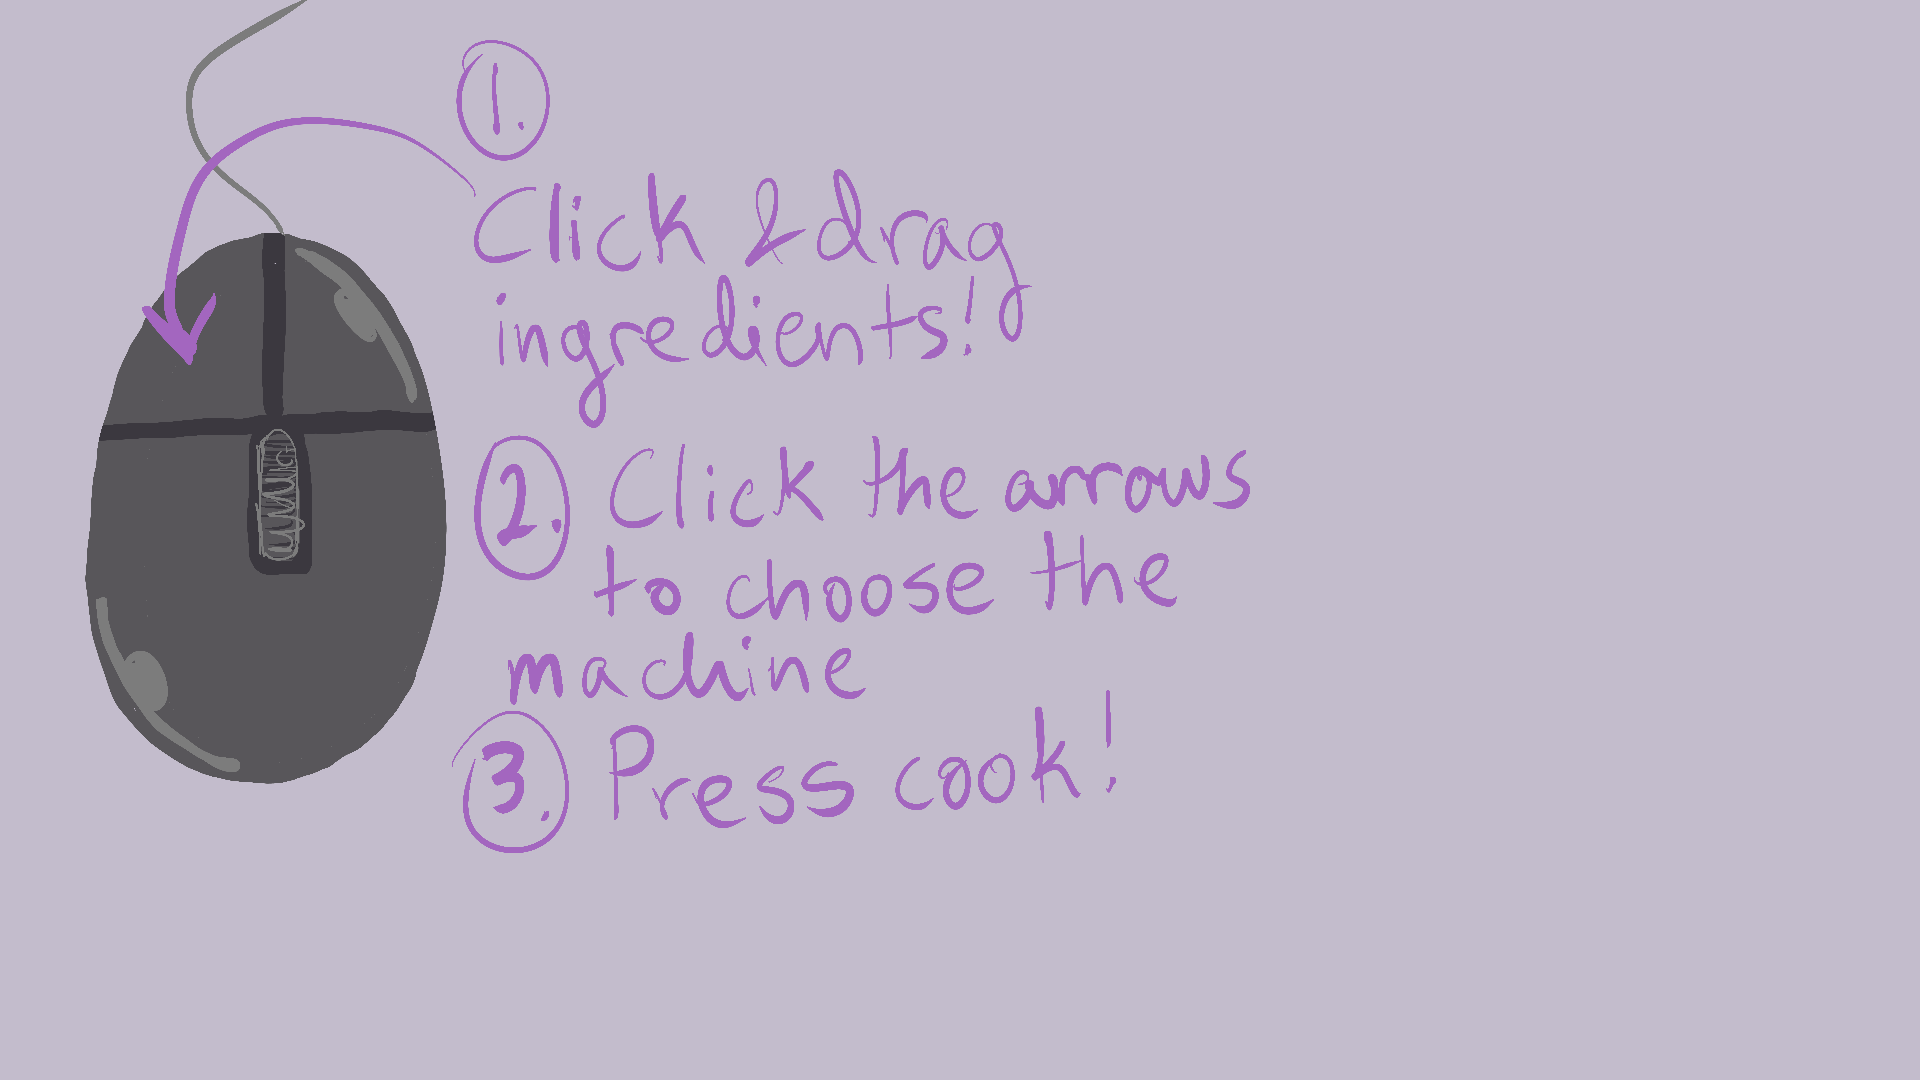 1.
Click & drag
ingredients!
2. Click the arrows
to choose the
machine
3. Press cook!